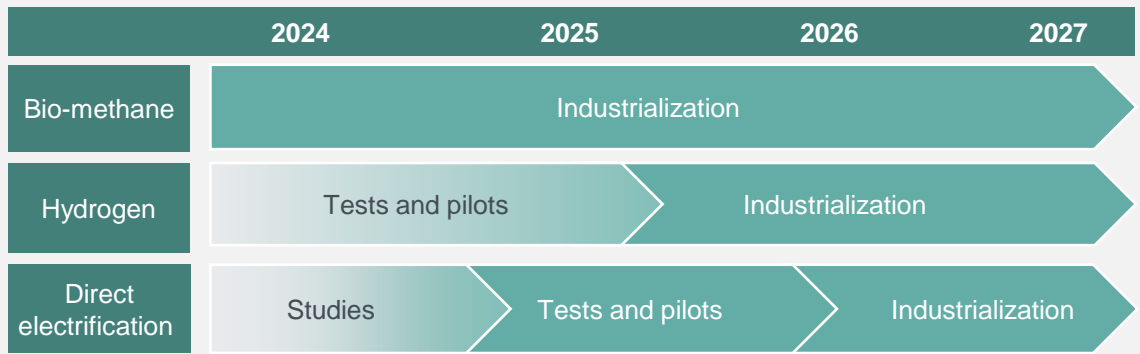 2024 2025 2026 2027
Bio-methane Industrialization
Hydrogen Tests and pilots Industrialization
Direct
electrification Studies Tests and pilots Industrialization